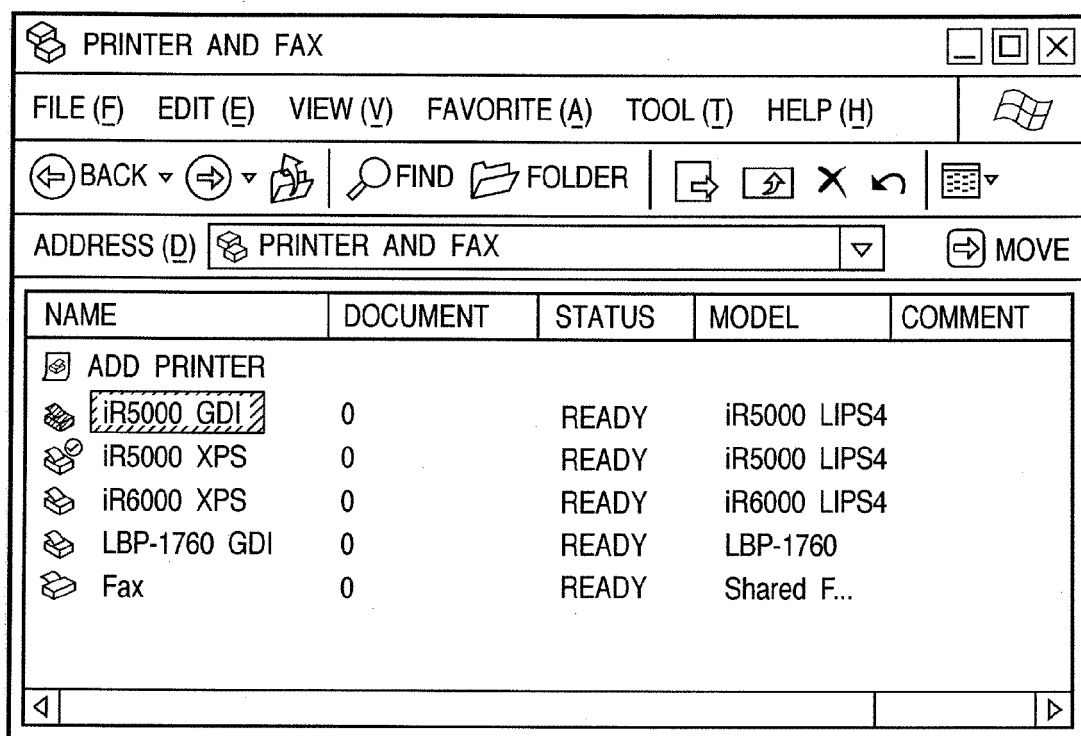 PRINTER AND FAX
FILE (F) EDIT (E) VIEW (V) FAVORITE (A) TOOL (T) HELP (H)
BACK FIND FOLDER
ADDRESS (D) PRINTER AND FAX MOVE
NAME DOCUMENT STATUS MODEL COMMENT
ADD PRINTER
iR5000 GDI 0 READY iR5000 LIPS4
iR5000 XPS 0 READY iR5000 LIPS4
iR6000 XPS 0 READY iR6000 LIPS4
LBP-1760 GDI 0 READY LBP-1760
Fax 0 READY Shared F...